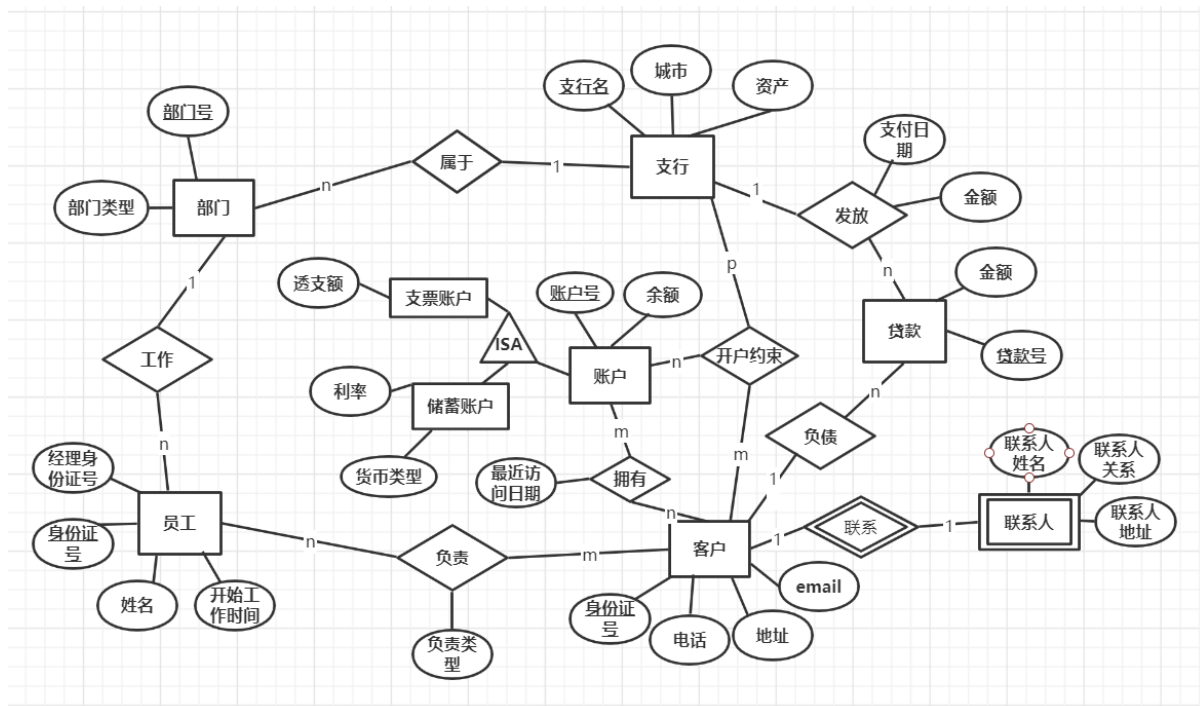 支行名
城市
资产
部门号
支付日
期
属于
1
支行
n
1
金额
部门类型
部门
发放
p
n
金额
1
透支额
支票账户
账户号
余额
贷款
ISA
开户约束
贷款号
工作
n
账户
利率
储蓄账户
n
m
负债
n
m
联系人
姓名
联系人
关系
经理身
份证号
货币类型
最近访
问日期
拥有
1
员工
n
联系人
地址
身份证
号
客户
1
联系
1
联系人
n
负责
m
email
姓名
开始工
作时间
身份证
号
电话
地址
负责类
型